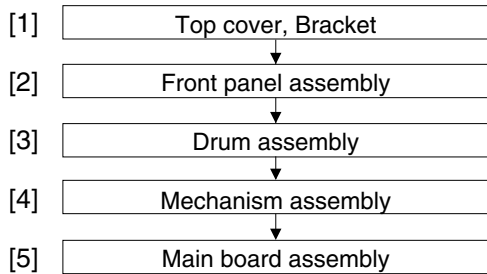 [1] Top cover, Bracket
[2] Front panel assembly
[3] Drum assembly
[4] Mechanism assembly
[5] Main board assembly